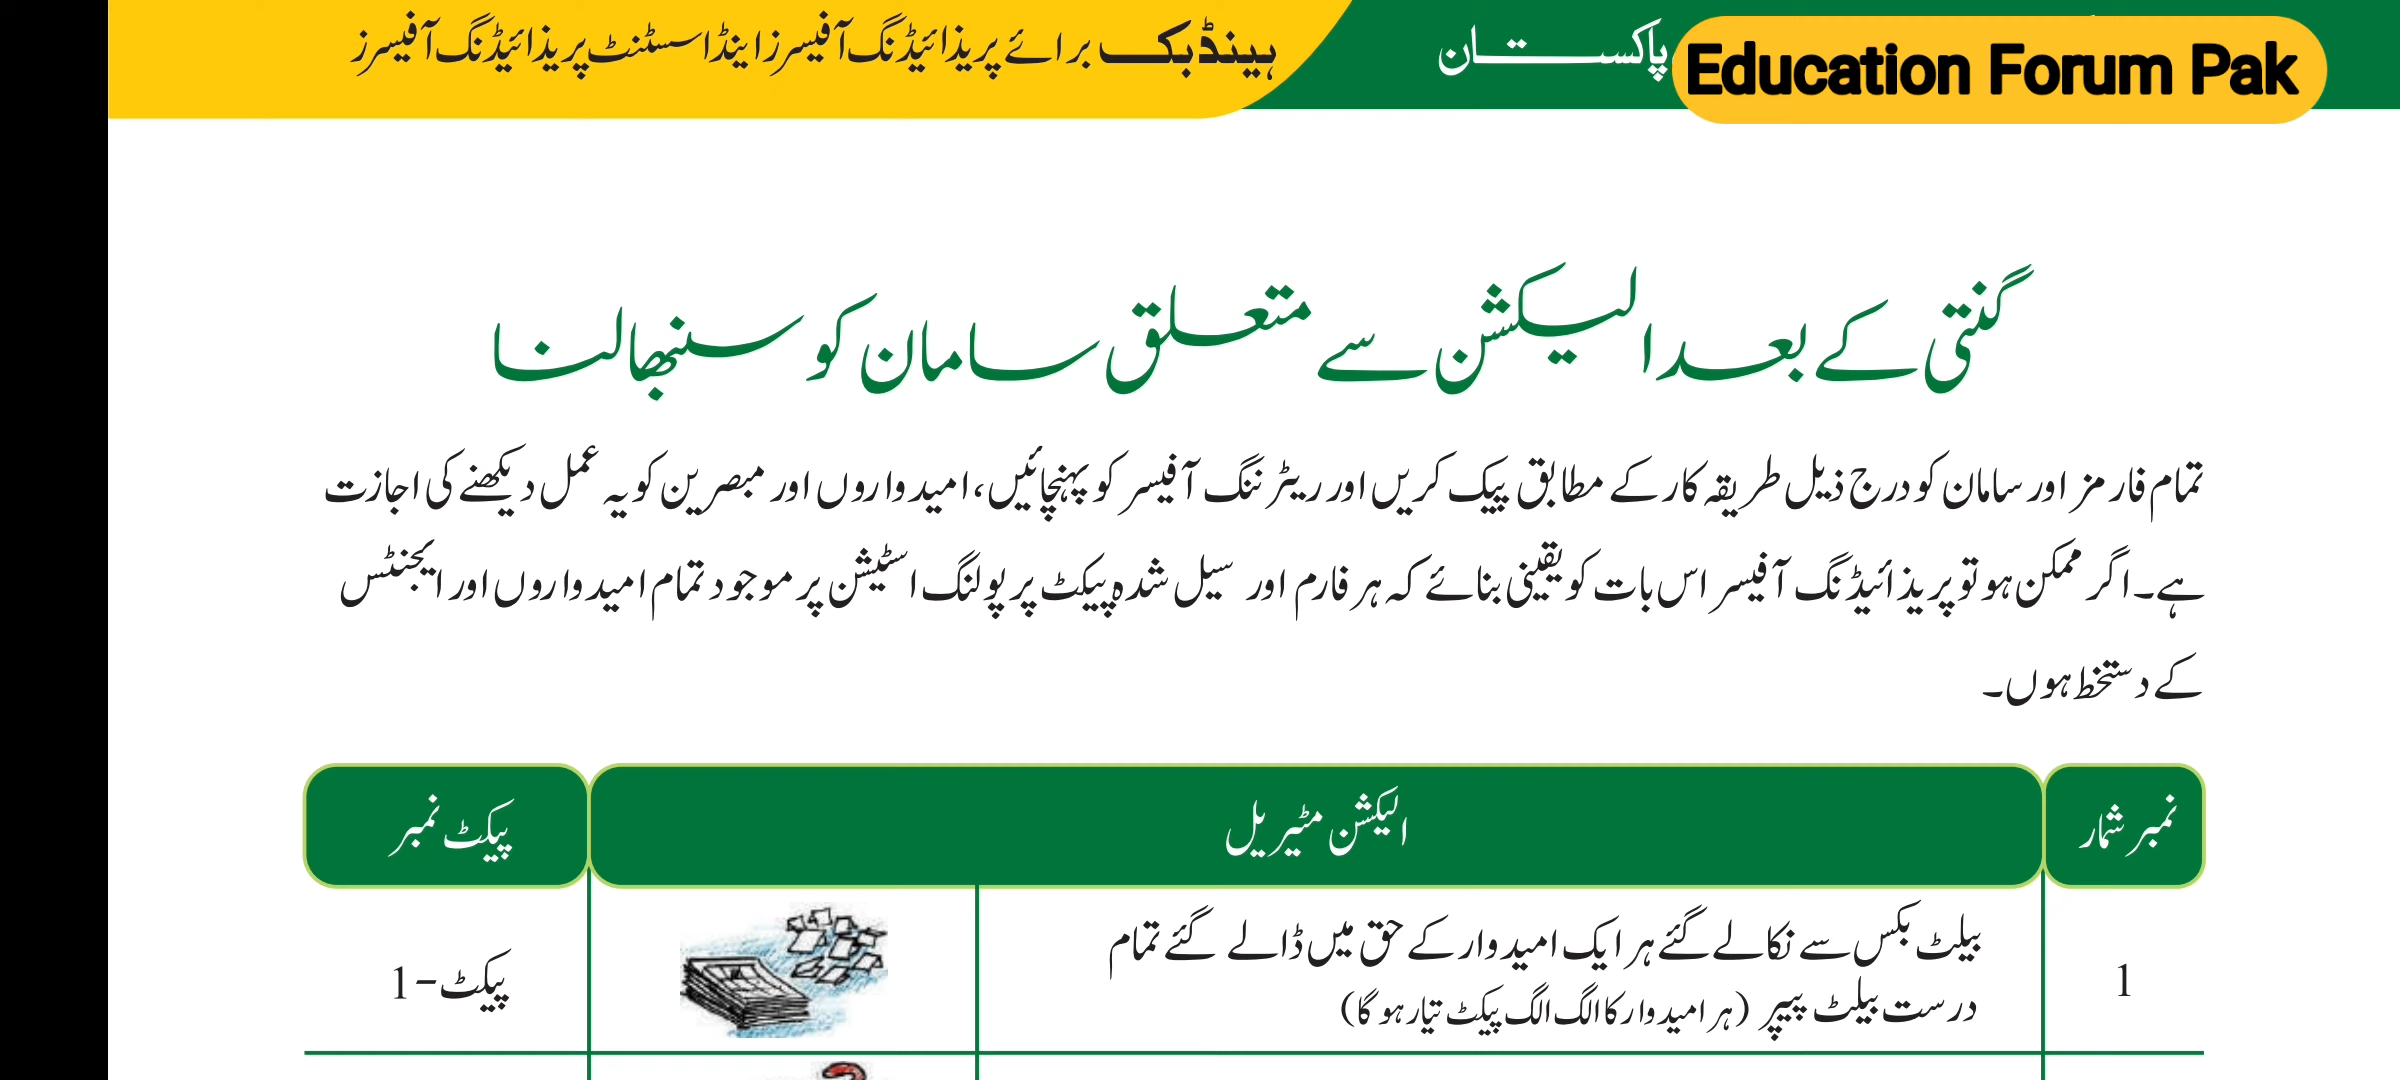 Education Forum Pak
پاکستان
ہینڈبک برائے پریذائیڈنگ آفیسرز اینڈ اسسٹنٹ پریذائیڈنگ آفیسرز
گنتی کے بعد الیکشن سے متعلق سامان کو سنبھالنا
تمام فارمز اور سامان کو درج ذیل طریقہ کار کے مطابق پیک کریں اور ریٹرننگ آفیسر کو پہنچائیں، امیدواروں اور مبصرین کو یہ عمل دیکھنے کی اجازت
ہے۔ اگر ممکن ہو تو پریذائیڈنگ آفیسر اس بات کو یقینی بنائے کہ ہر فارم اور سیل شدہ پیکٹ پر پولنگ اسٹیشن پر موجود تمام امیدواروں اور ایجنٹس
کے دستخط ہوں۔
نمبر شمار
الیکشن مٹیریل
پیکٹ نمبر
1
بیلٹ بکس سے نکالے گئے ہر ایک امیدوار کے حق میں ڈالے گئے تمام
درست بیلٹ پیپر (ہر امیدوار کا الگ الگ پیکٹ تیار ہو گا)
پیکٹ-1